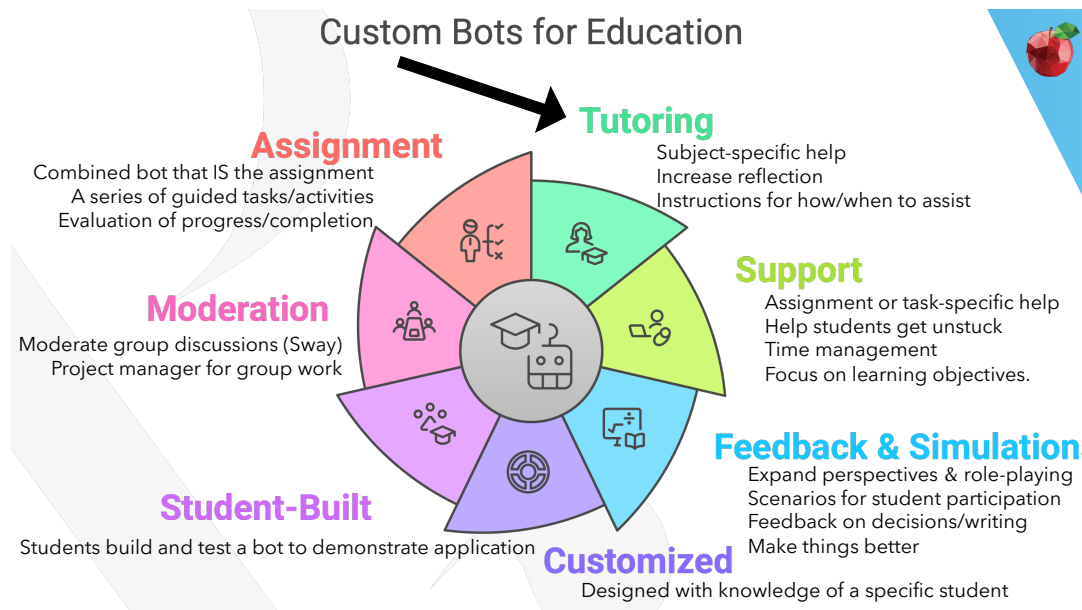 Custom Bots for Education
Tutoring
Subject-specific help
Increase reflection
Instructions for how/when to assist
Support
Assignment or task-specific help
Help students get unstuck
Time management
Focus on learning objectives.
Feedback & Simulation
Expand perspectives & role-playing
Scenarios for student participation
Feedback on decisions/writing
Make things better
Customized
Designed with knowledge of a specific student
Student-Built
Students build and test a bot to demonstrate application
Moderation
Moderate group discussions (Sway)
Project manager for group work
Assignment
Combined bot that IS the assignment
A series of guided tasks/activities
Evaluation of progress/completion